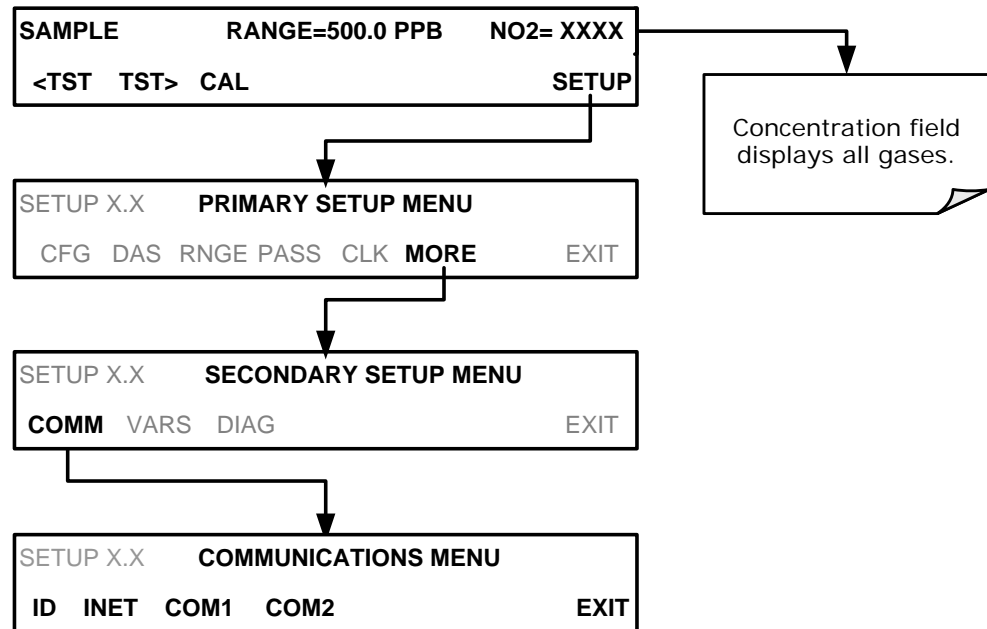 SAMPLE RANGE=500.0 PPB NO2= XXXX
<TST TST> CAL SETUP
Concentration field
displays all gases.
SETUP X.X PRIMARY SETUP MENU
CFG DAS RNGE PASS CLK MORE EXIT
SETUP X.X SECONDARY SETUP MENU
COMM VARS DIAG EXIT
SETUP X.X COMMUNICATIONS MENU
ID INET COM1 COM2 EXIT